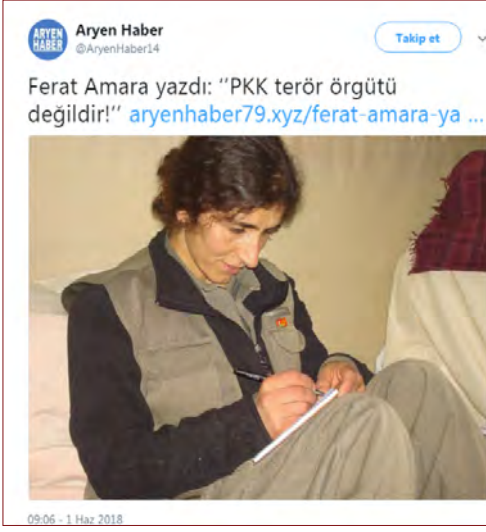 ARYEN
HABER
Aryen Haber
@AryenHaber14
Takip et
Ferat Amara yazdı: ‘‘PKK terör örgütü
değildir!’’ aryenhaber79.xyz/ferat-amara-ya ...
09:06 - 1 Haz 2018